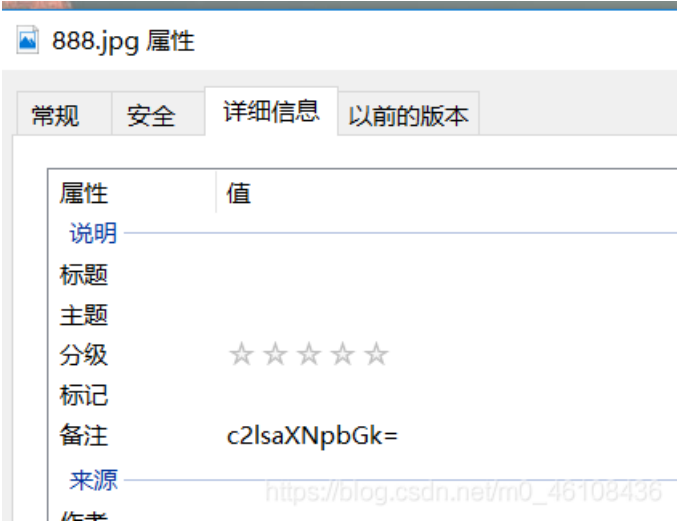 888.jpg 属性
常规 安全 详细信息 以前的版本
属性 值
说明
标题
主题
分级 ☆☆☆☆☆
标记
备注 c2lsaXNpbGk=
来源
https://blog.csdn.net/m0_46108436
作者